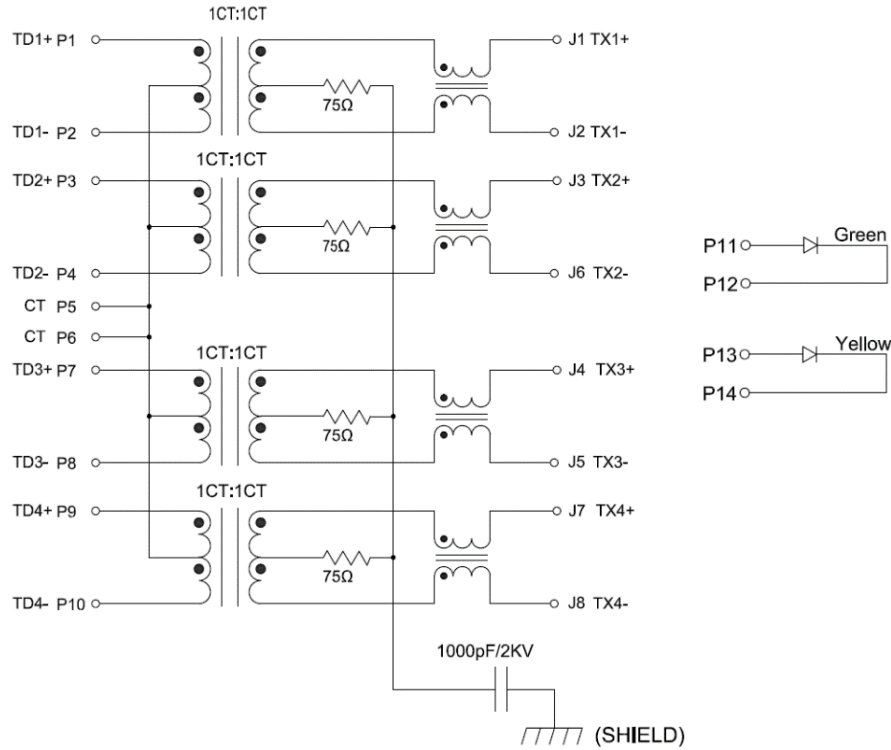 1CT:1CT
TD1+ P1
J1 TX1+
75Ω
TD1- P2
J2 TX1-
1CT:1CT
TD2+ P3
J3 TX2+
75Ω
TD2- P4
J6 TX2-
CT P5
CT P6
1CT:1CT
TD3+ P7
J4 TX3+
75Ω
TD3- P8
J5 TX3-
1CT:1CT
TD4+ P9
J7 TX4+
75Ω
TD4- P10
J8 TX4-
1000pF/2KV
(SHIELD)
P11
Green
P12
P13
Yellow
P14